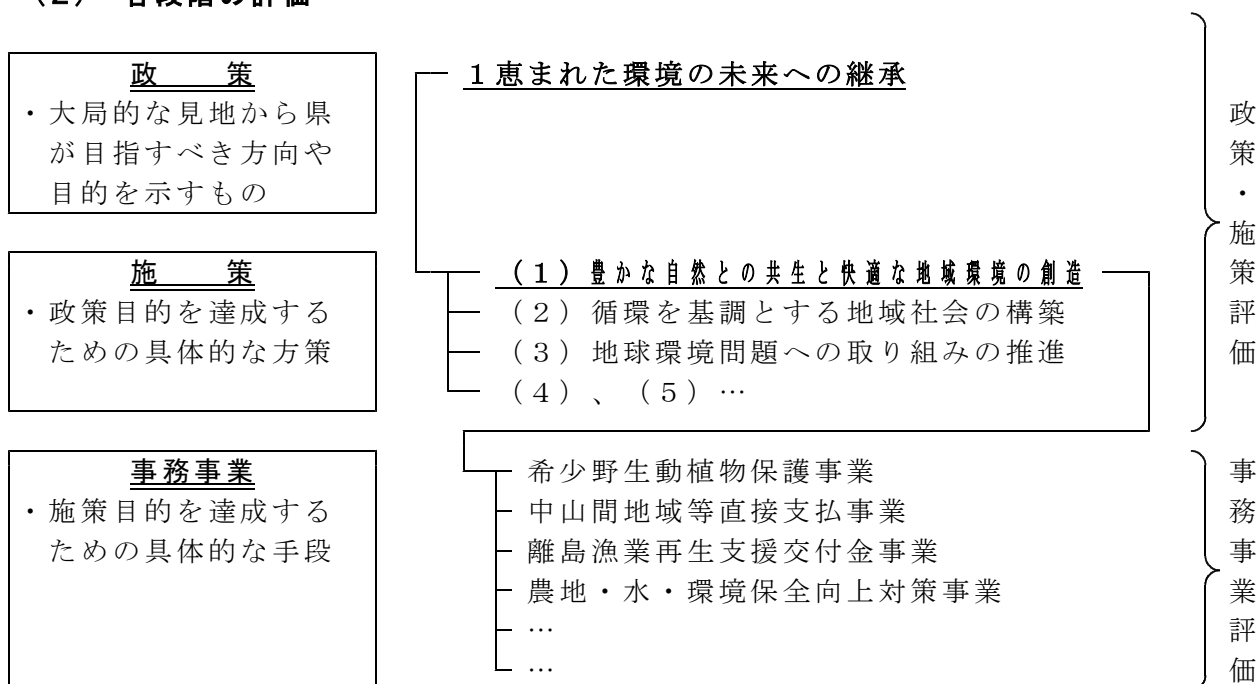 （２） 各段階の評価
政　　策
・大局的な見地から県
が目指すべき方向や
目的を示すもの
１恵まれた環境の未来への継承
施　　策
・政策目的を達成する
ための具体的な方策
（１）豊かな自然との共生と快適な地域環境の創造
（２）循環を基調とする地域社会の構築
（３）地球環境問題への取り組みの推進
（４）、（５）…
政策・施策評価
事務事業
・施策目的を達成する
ための具体的な手段
希少野生動植物保護事業
中山間地域等直接支払事業
離島漁業再生支援交付金事業
農地・水・環境保全向上対策事業
…
…
事務事業評価